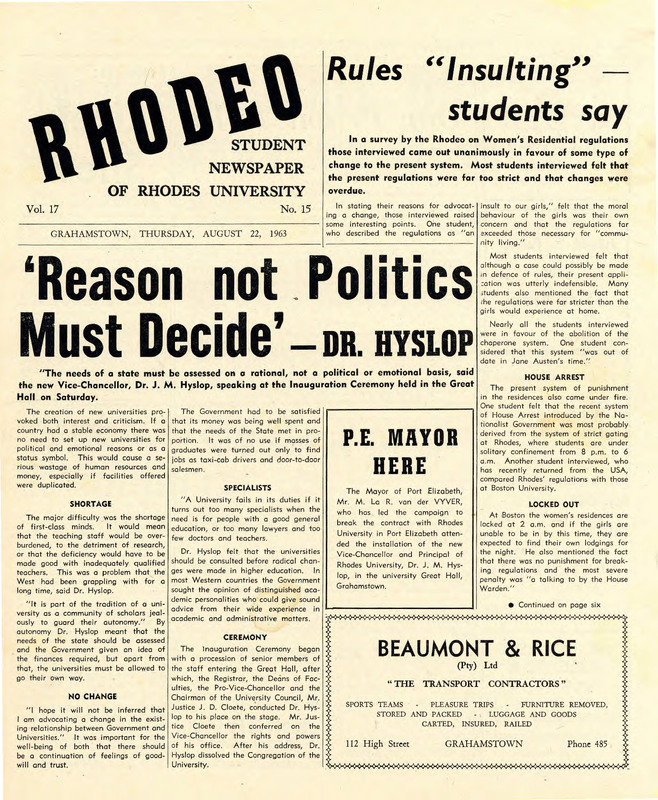 RHODEO
STUDENT
NEWSPAPER
OF RHODES UNIVERSITY
Vol. 17 No. 15
GRAHAMSTOWN, THURSDAY, AUGUST 22, 1963
Rules “Insulting” —
students say
In a survey by the Rhodeo on Women's Residential regulations
those interviewed came out unanimously in favour of some type of
change to the present system. Most students interviewed felt that
the present regulations were far too strict and that changes were
overdue.
In stating their reasons for advocat-
ing a change, those interviewed raised
some interesting points. One student,
who described the regulations as "an
insult to our girls," felt that the moral
behaviour of the girls was their own
concern and that the regulations far
exceeded those necessary for "commu-
nity living."
Most students interviewed felt that
although a case could possibly be made
in defence of rules, their present appli-
cation was utterly indefensible. Many
students also mentioned the fact that
the regulations were far stricter than the
girls would experience at home.
Nearly all the students interviewed
were in favour of the abolition of the
chaperone system. One student con-
sidered that this system "was out of
date in Jane Austen's time."
HOUSE ARREST
The present system of punishment
in the residences also came under fire.
One student felt that the recent system
of House Arrest introduced by the Na-
tionalist Government was most probably
derived from the system of strict gating
at Rhodes, where students are under
solitary confinement from 8 p.m. to 6
a.m. Another student interviewed, who
has recently returned from the USA,
compared Rhodes' regulations with those
at Boston University.
LOCKED OUT
At Boston the women's residences are
locked at 2 a.m. and if the girls are
unable to be in by this time, they are
expected to find their own lodgings for
the night. He also mentioned the fact
that there was no punishment for break-
ing regulations and the most severe
penalty was "a talking to by the House
Warden."
● Continued on page six
‘Reason not Politics
Must Decide’ – DR. HYSLOP
"The needs of a state must be assessed on a rational, not a political or emotional basis, said
the new Vice-Chancellor, Dr. J. M. Hyslop, speaking at the Inauguration Ceremony held in the Great
Hall on Saturday.
The creation of new universities pro-
voked both interest and criticism. If a
country had a stable economy there was
no need to set up new universities for
political and emotional reasons or as a
status symbol. This would cause a se-
rious wastage of human resources and
money, especially if facilities offered
were duplicated.
SHORTAGE
The major difficulty was the shortage
of first-class minds. It would mean
that the teaching staff would be over-
burdened, to the detriment of research,
or that the deficiency would have to be
made good with inadequately qualified
teachers. This was a problem that the
West had been grappling with for a
long time, said Dr. Hyslop.
"It is part of the tradition of a uni-
versity as a community of scholars jeal-
ously to guard their autonomy." By
autonomy Dr. Hyslop meant that the
needs of the state should be assessed
and the Government given an idea of
the finances required, but apart from
that, the universities must be allowed to
go their own way.
NO CHANGE
"I hope it will not be inferred that
I am advocating a change in the exist-
ing relationship between Government and
Universities." It was important for the
well-being of both that there should
be a continuation of feelings of good-
will and trust.
The Government had to be satisfied
that its money was being well spent and
that the needs of the State met in pro-
portion. It was of no use if masses of
graduates were turned out only to find
jobs as taxi-cab drivers and door-to-door
salesmen.
SPECIALISTS
"A University fails in its duties if it
turns out too many specialists when the
need is for people with a good general
education, or too many lawyers and too
few doctors and teachers.
Dr. Hyslop felt that the universities
should be consulted before radical chan-
ges were made in higher education. In
most Western countries the Government
sought the opinion of distinguished aca-
demic personalities who could give sound
advice from their wide experience in
academic and administrative matters.
CEREMONY
The Inauguration Ceremony began
with a procession of senior members of
the staff entering the Great Hall, after
which, the Registrar, the Deans of Fac-
ulties, the Pro-Vice-Chancellor and the
Chairman of the University Council, Mr.
Justice J. D. Cloete, conducted Dr. Hys-
lop to his place on the stage. Mr. Jus-
tice Cloete then conferred on the
Vice-Chancellor the rights and powers
of his office. After his address, Dr.
Hyslop dissolved the Congregation of the
University.
P.E. MAYOR
HERE
The Mayor of Port Elizabeth,
Mr. M. La R. van der VYVER,
who has led the campaign to
break the contract with Rhodes
University in Port Elizabeth atten-
ded the installation of the new
Vice-Chancellor and Principal of
Rhodes University, Dr. J. M. Hys-
lop, in the university Great Hall,
Grahamstown.
BEAUMONT & RICE
(Pty) Ltd
"THE TRANSPORT CONTRACTORS"
SPORTS TEAMS - PLEASURE TRIPS - FURNITURE REMOVED,
STORED AND PACKED - LUGGAGE AND GOODS
CARTED, INSURED, RAILED
112 High Street GRAHAMSTOWN Phone 485